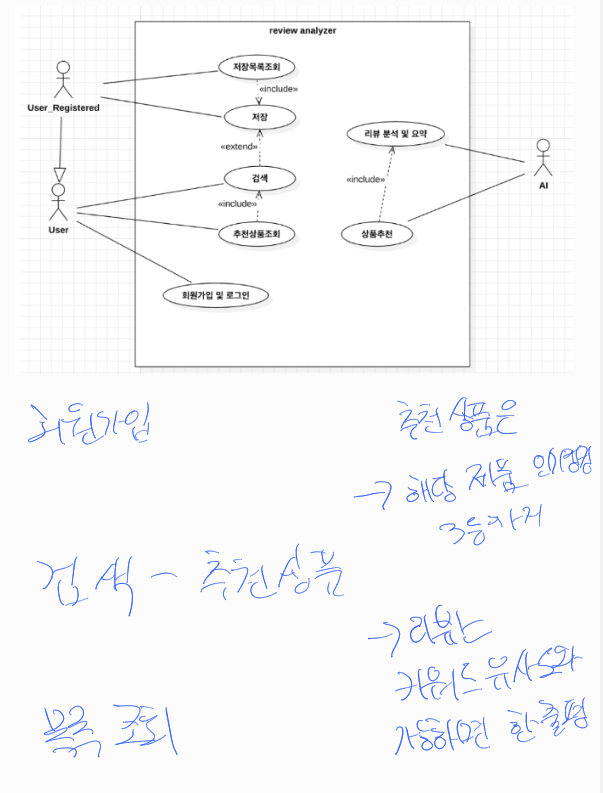 review analyzer
저장목록조회
«include»
User_Registered
저장
리뷰 분석 및 요약
«extend»
검색
«include»
AI
«include»
User
추천상품조회
상품추천
회원가입 및 로그인
회원가입
추천 상품은
→ 해당 제품
3등까지
검색 - 추천상품
→ 리뷰는
키워드 유사도와
가능하면 한줄평
목록 조회